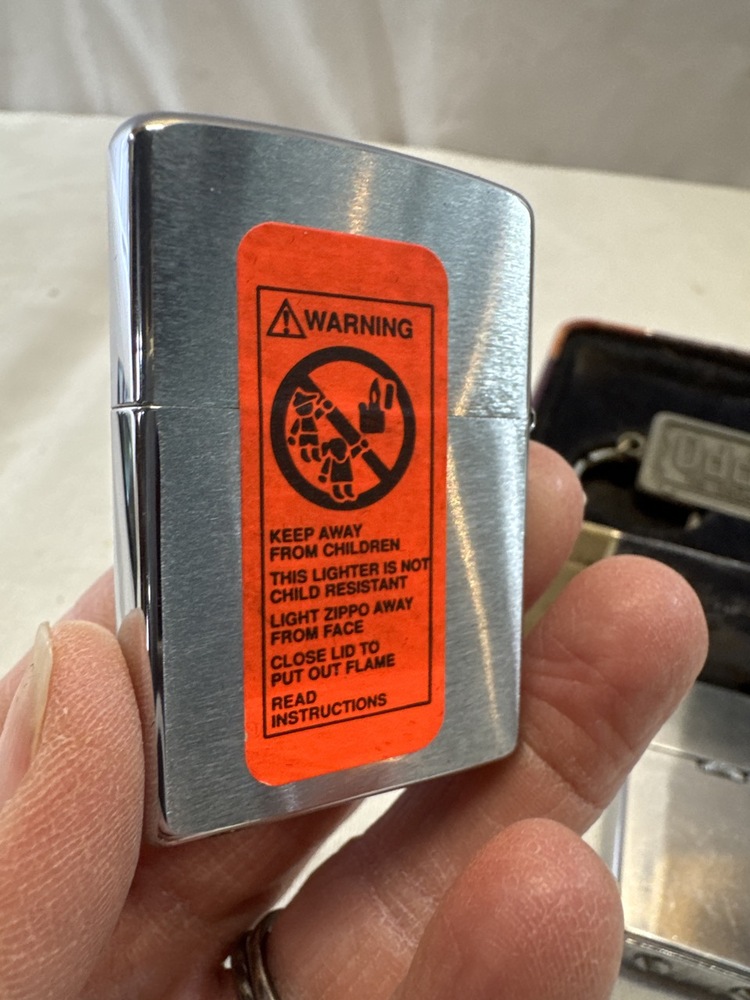 WARNING
KEEP AWAY
FROM CHILDREN
THIS LIGHTER IS NOT
CHILD RESISTANT
LIGHT ZIPPO AWAY
FROM FACE
CLOSE LID TO
PUT OUT FLAME
READ
INSTRUCTIONS